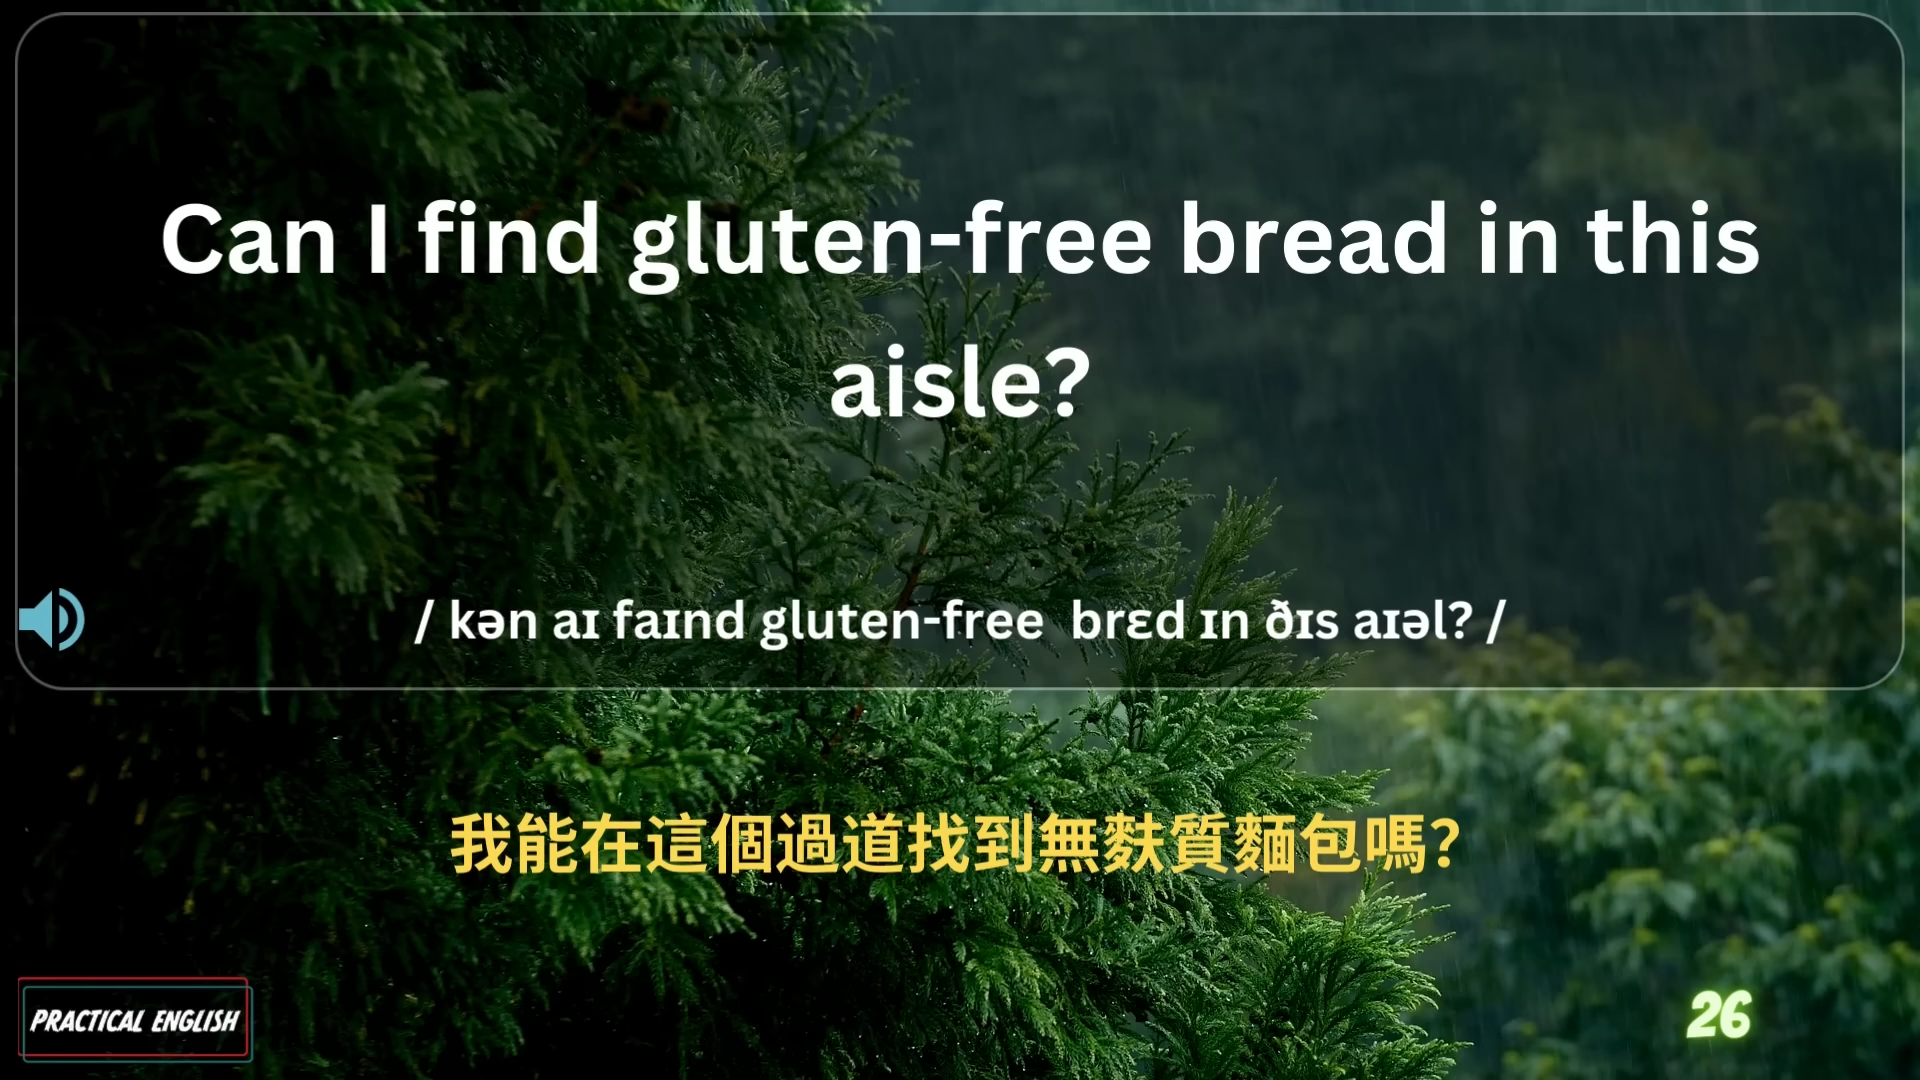 Can I find gluten-free bread in this
aisle?
/ kən aɪ faɪnd gluten-free brɛd ɪn ðɪs aɪəl? /
我能在這個過道找到無麩質麵包嗎?
PRACTICAL ENGLISH
26